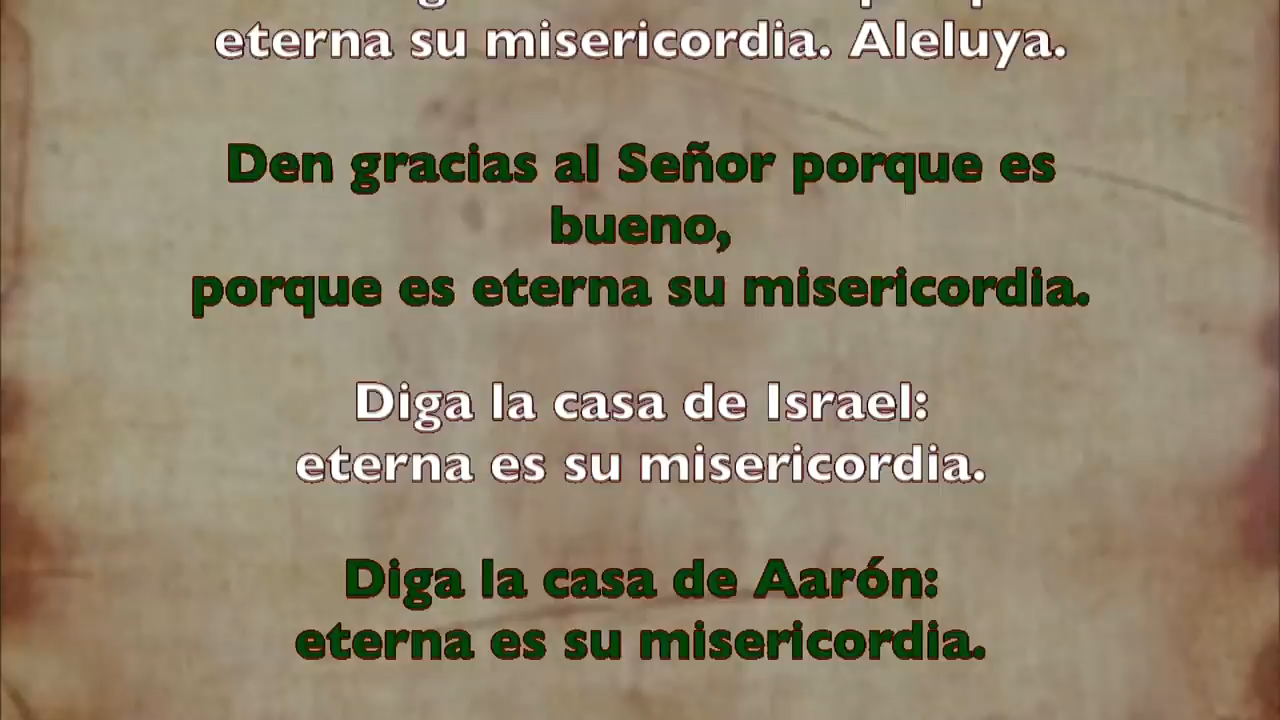 eterna su misericordia. Aleluya.
Den gracias al Señor porque es
bueno,
porque es eterna su misericordia.
Diga la casa de Israel:
eterna es su misericordia.
Diga la casa de Aarón:
eterna es su misericordia.